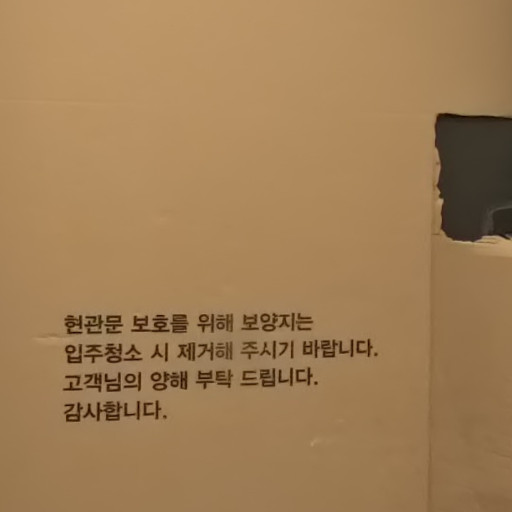 현관문 보호를 위해 보양지는
입주청소 시 제거해 주시기 바랍니다.
고객님의 양해 부탁 드립니다.
감사합니다.